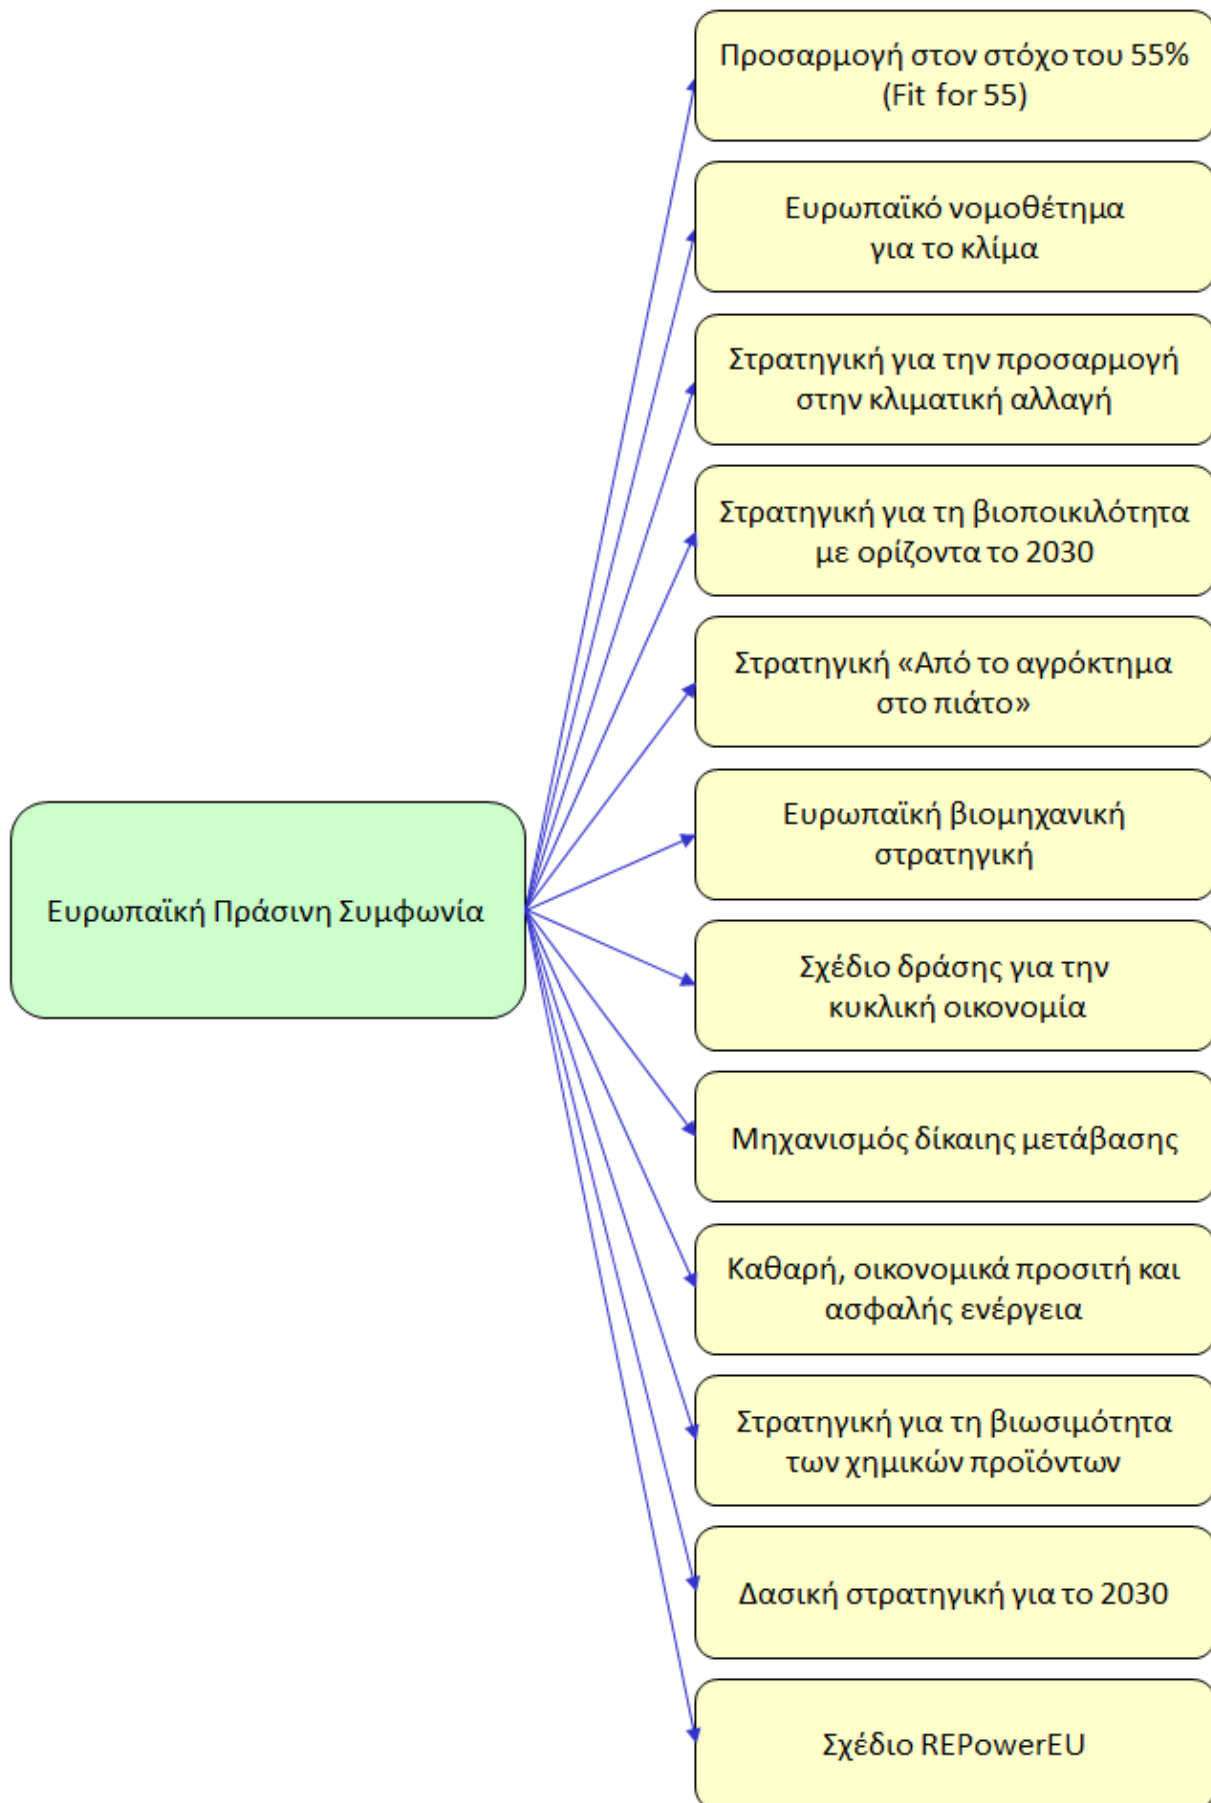 Προσαρμογή στον στόχο του 55%
(Fit for 55)
Ευρωπαϊκό νομοθέτημα
για το κλίμα
Στρατηγική για την προσαρμογή
στην κλιματική αλλαγή
Στρατηγική για τη βιοποικιλότητα
με ορίζοντα το 2030
Στρατηγική «Από το αγρόκτημα
στο πιάτο»
Ευρωπαϊκή βιομηχανική
στρατηγική
Ευρωπαϊκή Πράσινη Συμφωνία
Σχέδιο δράσης για την
κυκλική οικονομία
Μηχανισμός δίκαιης μετάβασης
Καθαρή, οικονομικά προσιτή και
ασφαλής ενέργεια
Στρατηγική για τη βιωσιμότητα
των χημικών προϊόντων
Δασική στρατηγική για το 2030
Σχέδιο REPowerEU